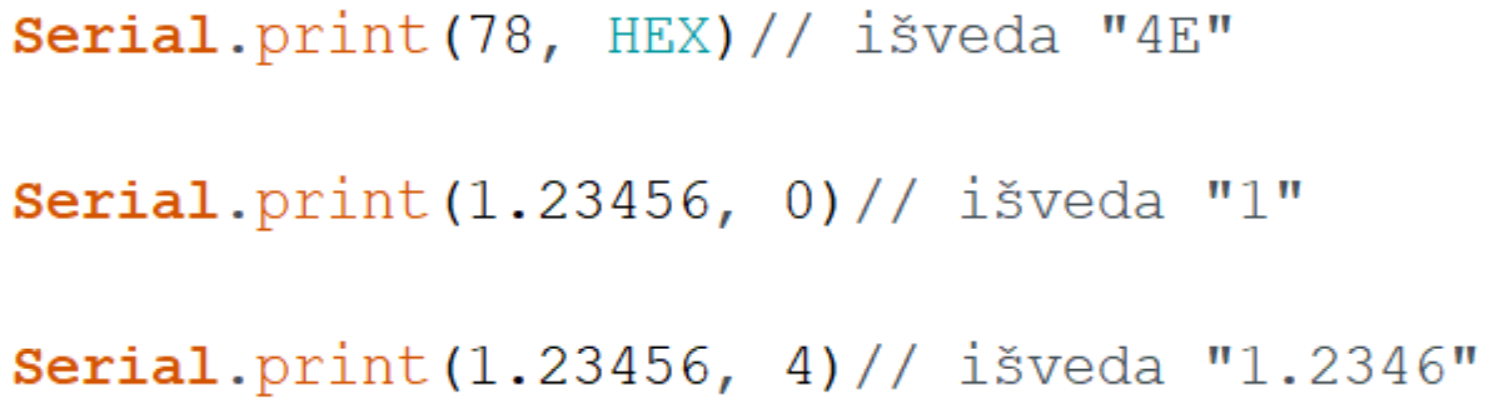 Serial.print(78, HEX)// išveda "4E"
Serial.print(1.23456, 0)// išveda "1"
Serial.print(1.23456, 4)// išveda "1.2346"